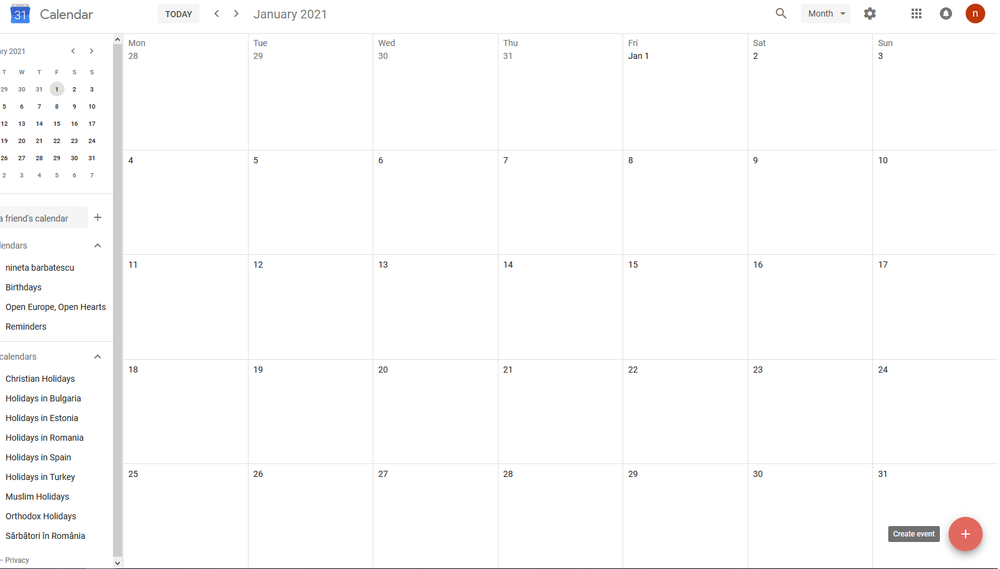 31 Calendar TODAY January 2021 Month n
ry 2021
T W T F S S
29 30 31 1 2 3
5 6 7 8 9 10
12 13 14 15 16 17
19 20 21 22 23 24
26 27 28 29 30 31
2 3 4 5 6 7
a friend's calendar +
lendars
nineta barbatescu
Birthdays
Open Europe, Open Hearts
Reminders
calendars
Christian Holidays
Holidays in Bulgaria
Holidays in Estonia
Holidays in Romania
Holidays in Spain
Holidays in Turkey
Muslim Holidays
Orthodox Holidays
Sărbători în România
– Privacy
Mon Tue Wed Thu Fri Sat Sun
28 29 30 31 Jan 1 2 3
4 5 6 7 8 9 10
11 12 13 14 15 16 17
18 19 20 21 22 23 24
25 26 27 28 29 30 31
Create event +